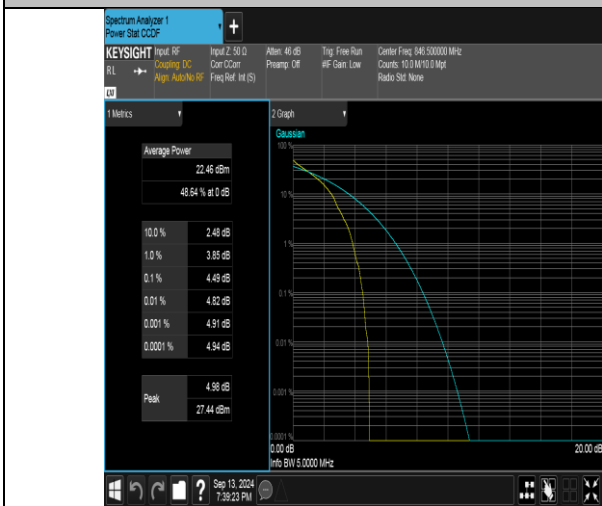 Spectrum Analyzer 1
Power Stat CCDF
+
KEYSIGHT Input: RF Input Z: 50 Ω Atten: 46 dB Trig: Free Run Center Freq: 846.500000 MHz
RL Coupling: DC Corr CCorr Preamp: Off #IF Gain: Low Counts: 10.0 M/10.0 Mpt
Align: Auto/No RF Freq Ref: Int (S) Radio Std: None
1 Metrics 2 Graph
Gaussian
Average Power
22.46 dBm
48.64 % at 0 dB
10.0 % 2.48 dB
1.0 % 3.85 dB
0.1 % 4.49 dB
0.01 % 4.82 dB
0.001 % 4.91 dB
0.0001 % 4.94 dB
Peak 4.98 dB
27.44 dBm
100 %
10 %
1 %
0.1 %
0.01 %
0.001 %
0.0001 %
0.00 dB 20.00 dB
Info BW 5.0000 MHz
? Sep 13, 2024
7:39:23 PM